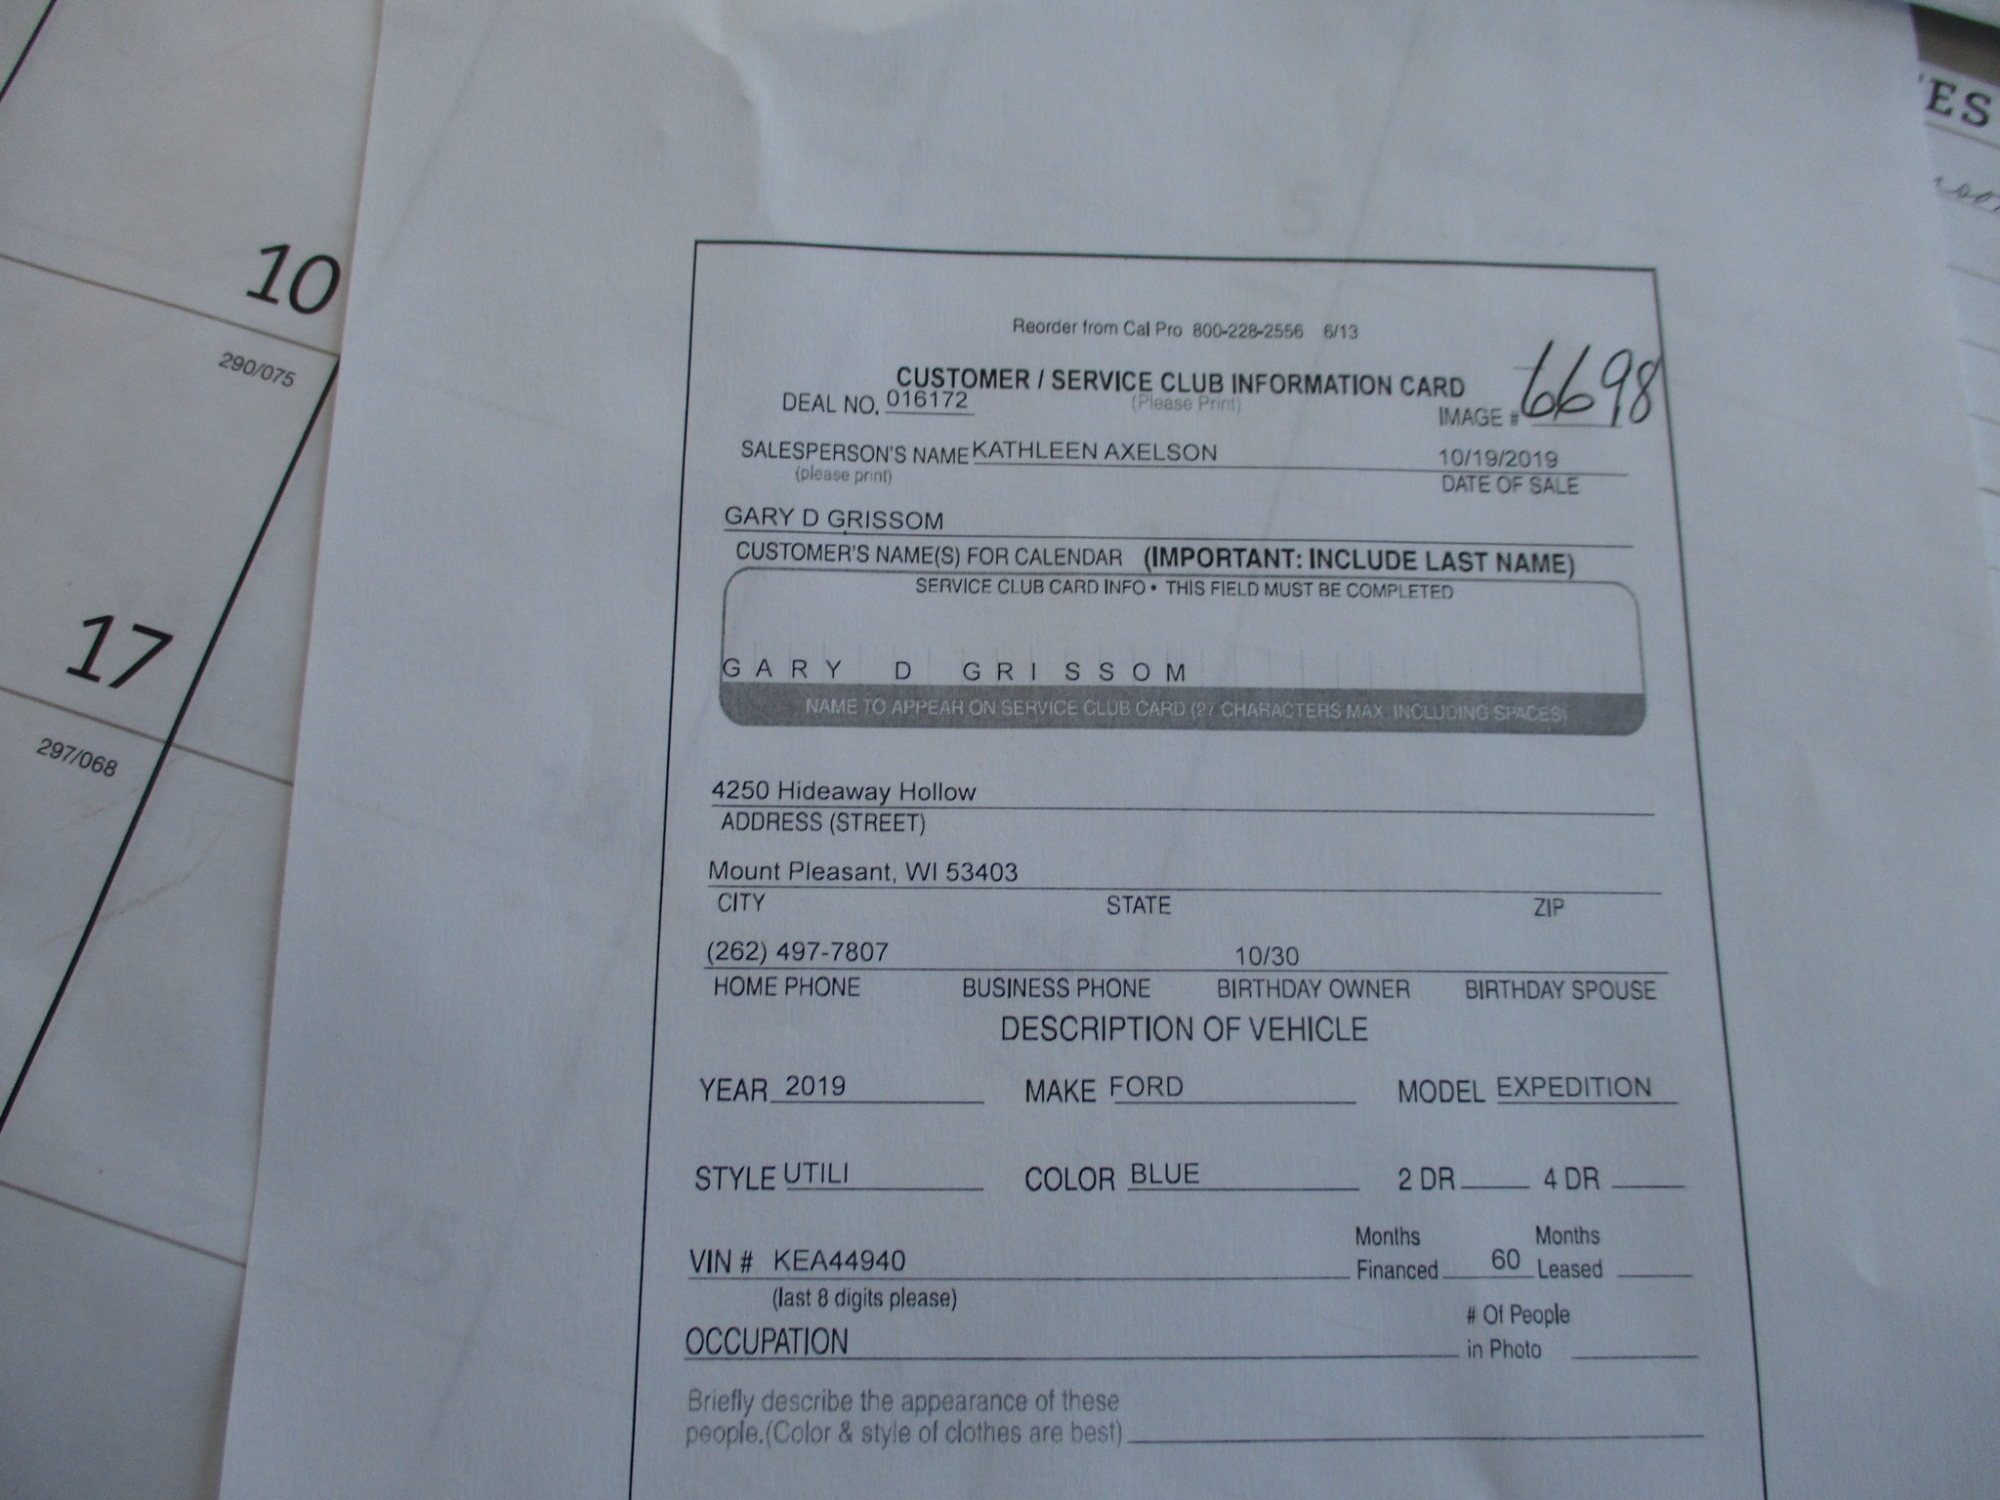 10
290/075
17
297/068
ES
Reorder from Cal Pro 800-228-2556 6/13
CUSTOMER / SERVICE CLUB INFORMATION CARD
(Please Print)
DEAL NO. 016172
IMAGE # 6698
SALESPERSON'S NAME KATHLEEN AXELSON 10/19/2019
(please print) DATE OF SALE
GARY D GRISSOM
CUSTOMER'S NAME(S) FOR CALENDAR (IMPORTANT: INCLUDE LAST NAME)
SERVICE CLUB CARD INFO • THIS FIELD MUST BE COMPLETED
GARY D GRISSOM
NAME TO APPEAR ON SERVICE CLUB CARD (27 CHARACTERS MAX INCLUDING SPACES)
4250 Hideaway Hollow
ADDRESS (STREET)
Mount Pleasant, WI 53403
CITY STATE ZIP
(262) 497-7807 10/30
HOME PHONE BUSINESS PHONE BIRTHDAY OWNER BIRTHDAY SPOUSE
DESCRIPTION OF VEHICLE
YEAR 2019 MAKE FORD MODEL EXPEDITION
STYLE UTILI COLOR BLUE 2 DR 4 DR
VIN # KEA44940 Months Financed 60 Months Leased
(last 8 digits please)
OCCUPATION # Of People in Photo
Briefly describe the appearance of these
people.(Color & style of clothes are best)